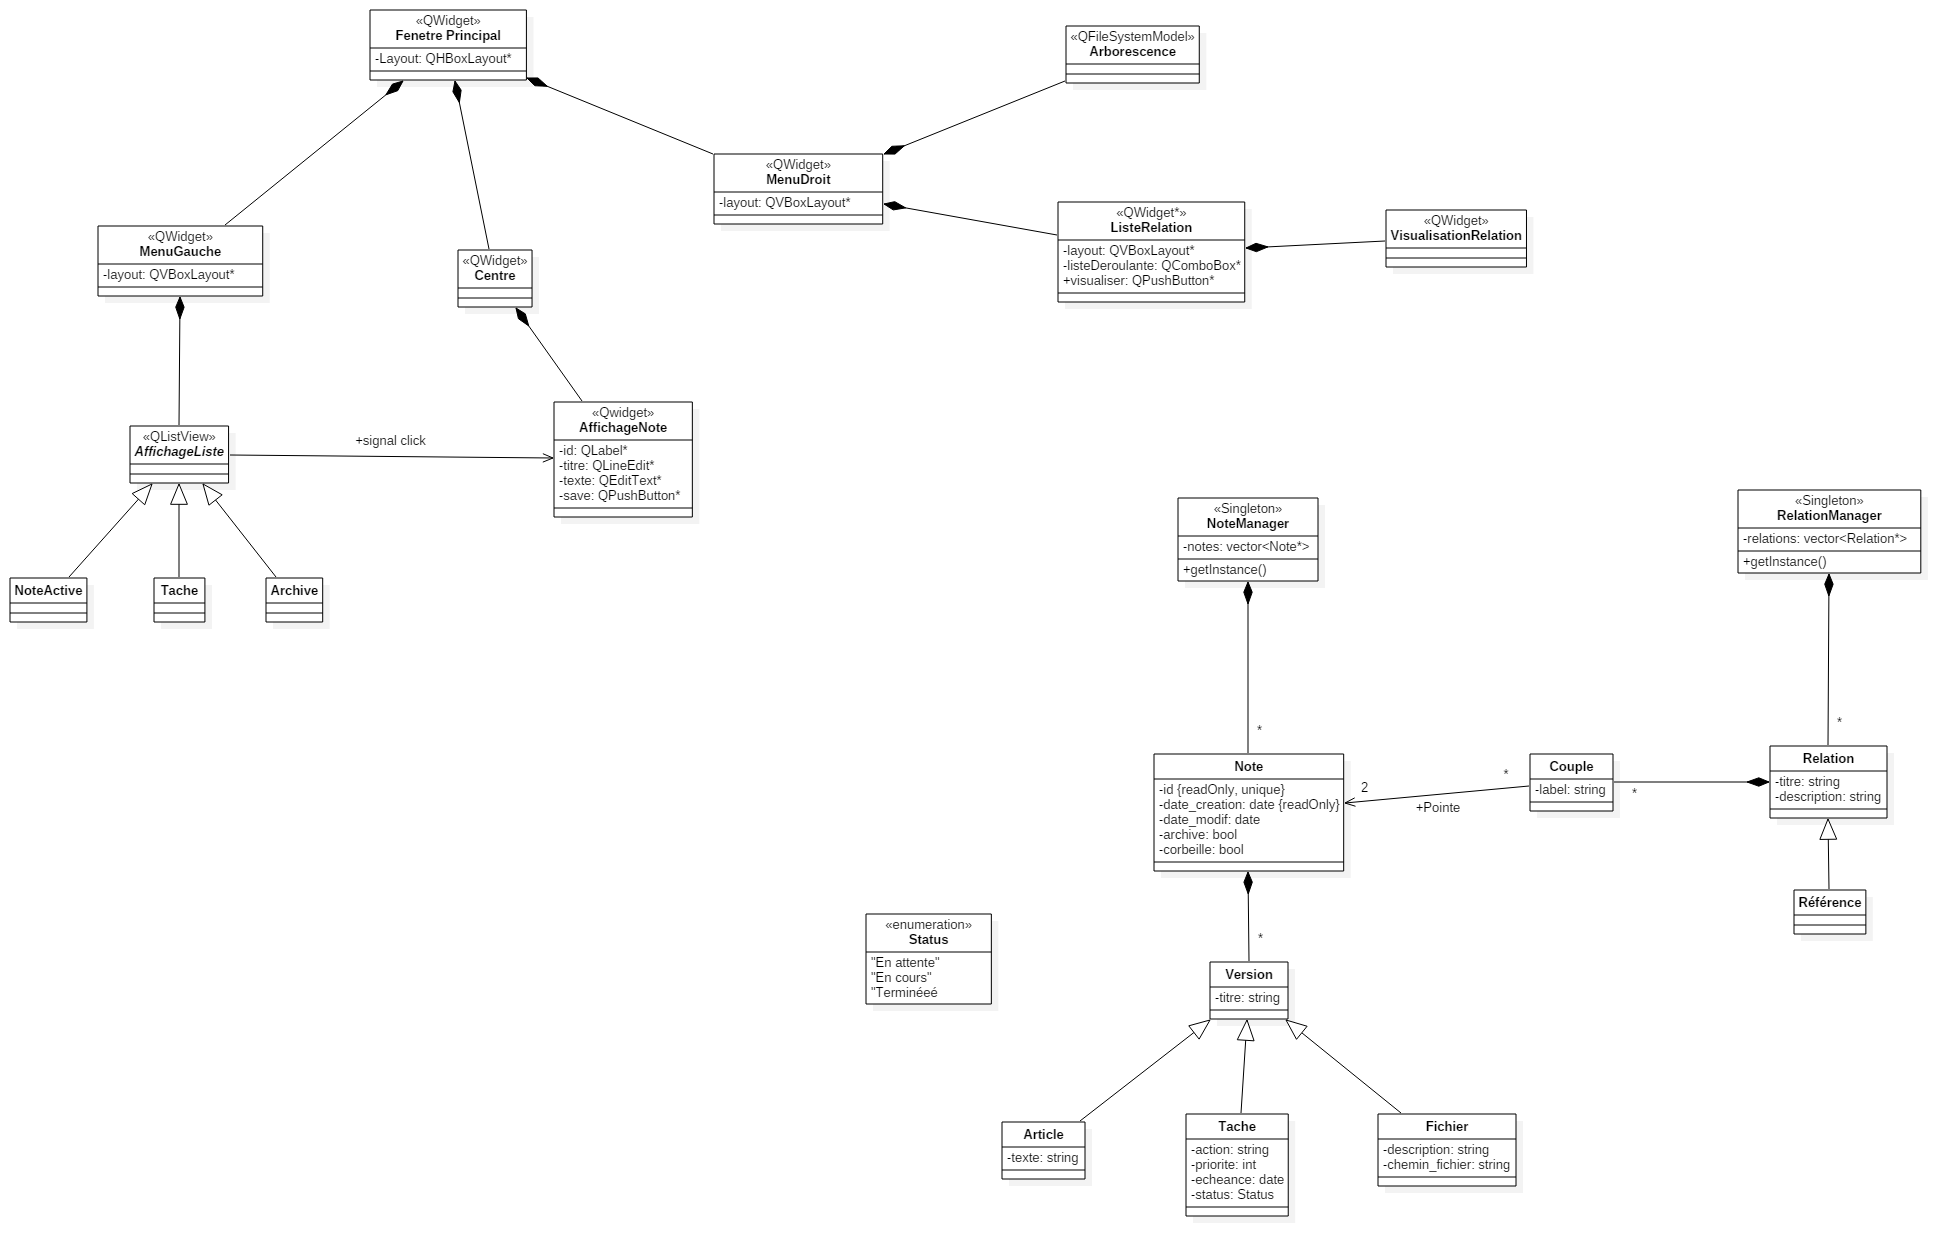 «QWidget»
Fenetre Principal
-Layout: QHBoxLayout*
«QFileSystemModel»
Arborescence
«QWidget»
MenuDroit
-layout: QVBoxLayout*
«QWidget*»
ListeRelation
-layout: QVBoxLayout*
-listeDeroulante: QComboBox*
+visualiser: QPushButton*
«QWidget»
VisualisationRelation
«QWidget»
MenuGauche
-layout: QVBoxLayout*
«QWidget»
Centre
«QListView»
AffichageListe
+signal click
«Qwidget»
AffichageNote
-id: QLabel*
-titre: QLineEdit*
-texte: QEditText*
-save: QPushButton*
NoteActive
Tache
Archive
«Singleton»
NoteManager
-notes: vector<Note*>
+getInstance()
«Singleton»
RelationManager
-relations: vector<Relation*>
+getInstance()
*
*
Note
-id {readOnly, unique}
-date_creation: date {readOnly}
-date_modif: date
-archive: bool
-corbeille: bool
2
+Pointe
*
Couple
-label: string
*
Relation
-titre: string
-description: string
Référence
«enumeration»
Status
"En attente"
"En cours"
"Terminéeé
*
Version
-titre: string
Article
-texte: string
Tache
-action: string
-priorite: int
-echeance: date
-status: Status
Fichier
-description: string
-chemin_fichier: string